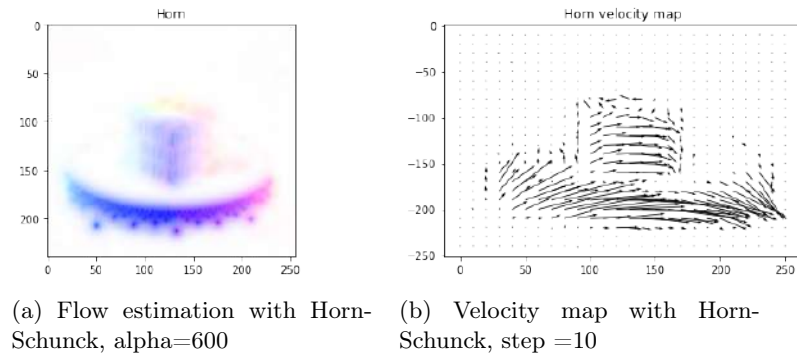 Horn
0
50
100
150
200
0 50 100 150 200 250
Horn velocity map
0
−50
−100
−150
−200
−250
0 50 100 150 200 250
(a) Flow estimation with Horn-
Schunck, alpha=600
(b) Velocity map with Horn-
Schunck, step =10